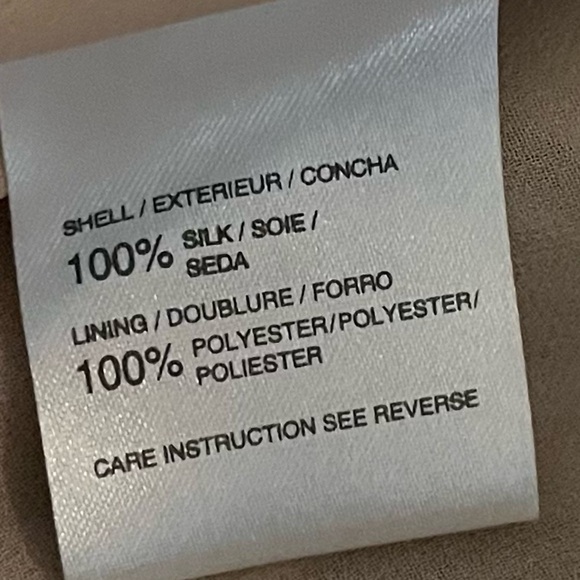 SHELL / EXTERIEUR / CONCHA
100% SILK / SOIE /
SEDA
LINING / DOUBLURE / FORRO
100% POLYESTER/POLYESTER/
POLIESTER
CARE INSTRUCTION SEE REVERSE